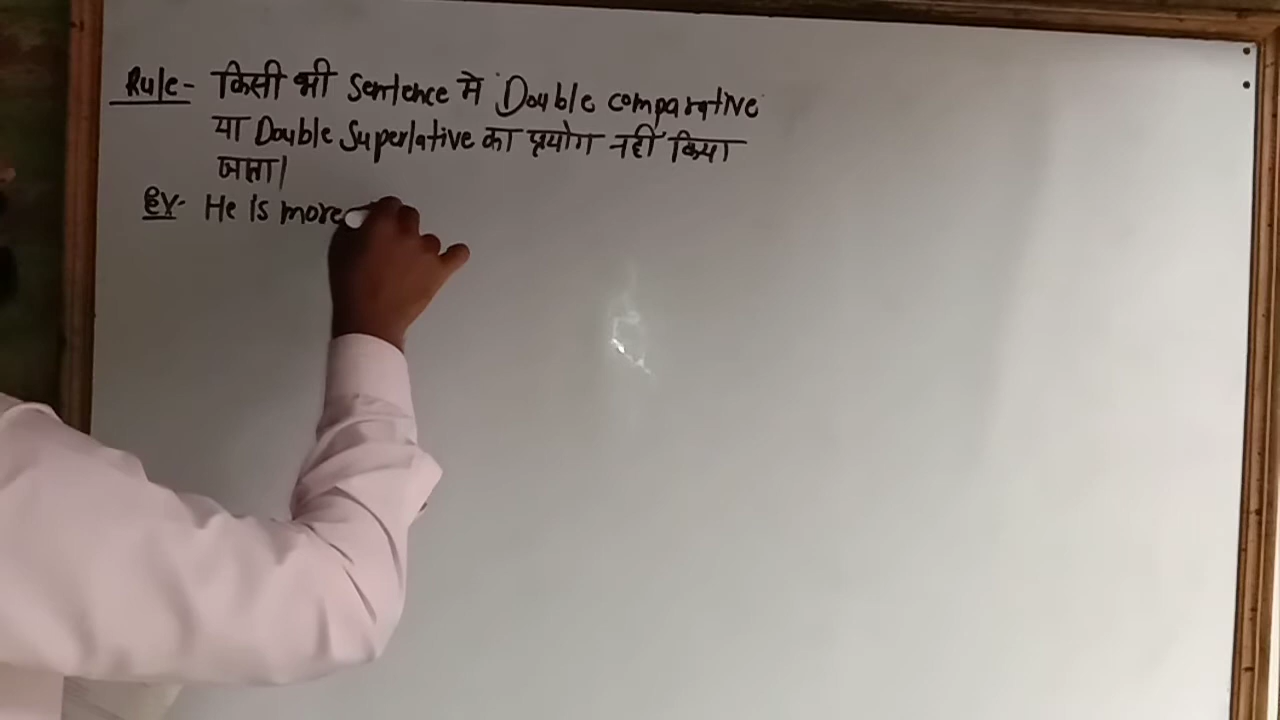 Rule- किसी भी Sentence मे Double comparative
या Double Superlative का प्रयोग नहीं किया
जाता।
Ex- He is more